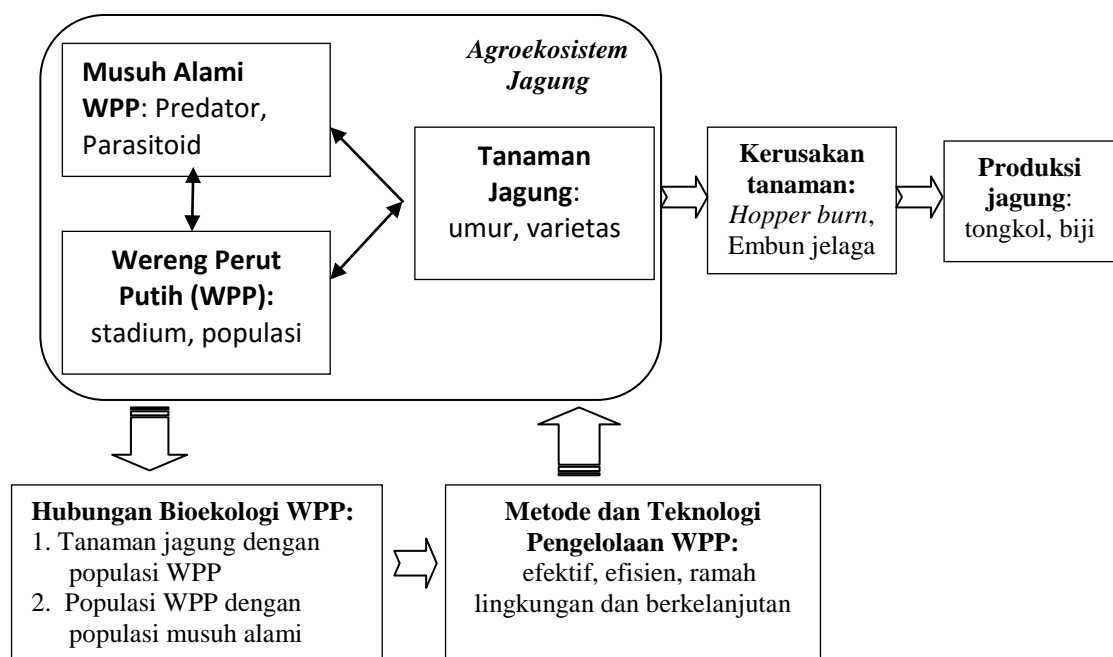 Agroekosistem
Jagung
Musuh Alami
WPP: Predator,
Parasitoid
Wereng Perut
Putih (WPP):
stadium, populasi
Tanaman
Jagung:
umur, varietas
Kerusakan
tanaman:
Hopper burn,
Embun jelaga
Produksi
jagung:
tongkol, biji
Hubungan Bioekologi WPP:
1. Tanaman jagung dengan
populasi WPP
2. Populasi WPP dengan
populasi musuh alami
Metode dan Teknologi
Pengelolaan WPP:
efektif, efisien, ramah
lingkungan dan berkelanjutan